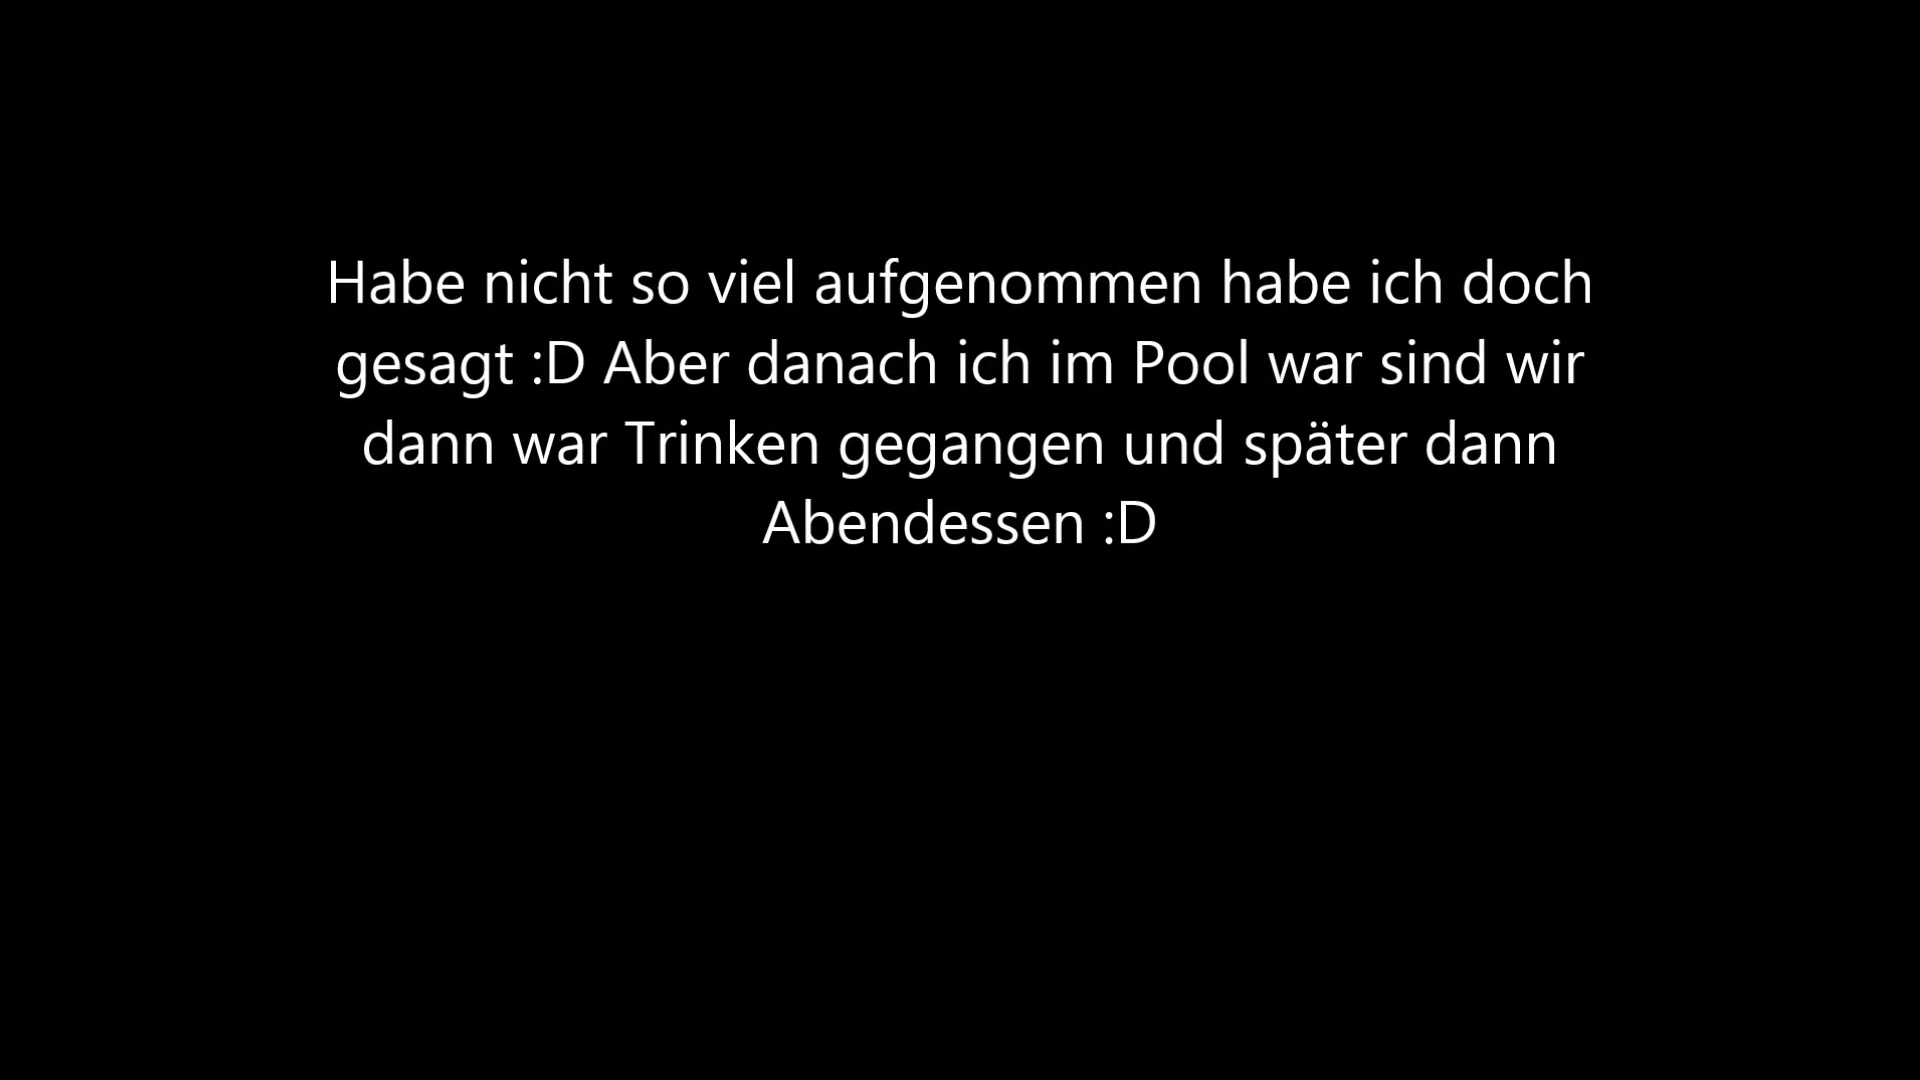 Habe nicht so viel aufgenommen habe ich doch
gesagt :D Aber danach ich im Pool war sind wir
dann war Trinken gegangen und später dann
Abendessen :D